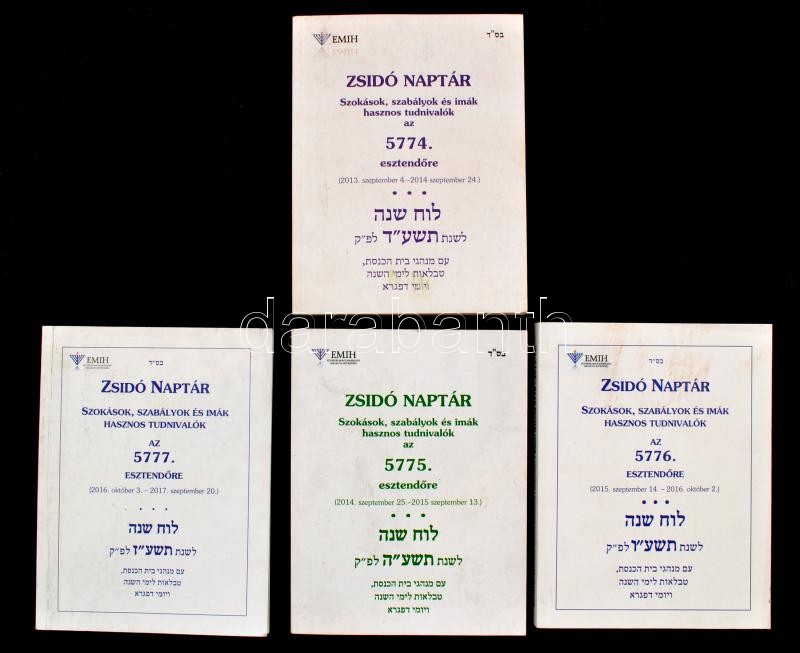 EMIH
בס"ד
ZSIDÓ NAPTÁR
Szokások, szabályok és imák
hasznos tudnivalók
az
5774.
esztendőre
(2013. szeptember 4.–2014 szeptember 24.)
• • •
לוח שנה
לשנת תשע״ד לפ״ק
עם מנהגי בית הכנסת,
טבלאות לימי השנה
ויומי דפגרא
darabanth
EMIH
בס״ד
ZSIDÓ NAPTÁR
SZOKÁSOK, SZABÁLYOK ÉS IMÁK
HASZNOS TUDNIVALÓK
AZ
5777.
ESZTENDŐRE
(2016. október 3. – 2017. szeptember 20.)
• • •
לוח שנה
לשנת תשע״ז לפ״ק
עם מנהגי בית הכנסת,
טבלאות לימי השנה
ויומי דפגרא
EMIH
בס"ד
ZSIDÓ NAPTÁR
Szokások, szabályok és imák
hasznos tudnivalók
az
5775.
esztendőre
(2014. szeptember 25.–2015 szeptember 13.)
• • •
לוח שנה
לשנת תשע״ה לפ״ק
עם מנהגי בית הכנסת,
טבלאות לימי השנה
ויומי דפגרא
EMIH
בס״ד
ZSIDÓ NAPTÁR
SZOKÁSOK, SZABÁLYOK ÉS IMÁK
HASZNOS TUDNIVALÓK
AZ
5776.
ESZTENDŐRE
(2015. szeptember 14. – 2016. október 2.)
• • •
לוח שנה
לשנת תשע״ו לפ״ק
עם מנהגי בית הכנסת,
טבלאות לימי השנה
ויומי דפגרא